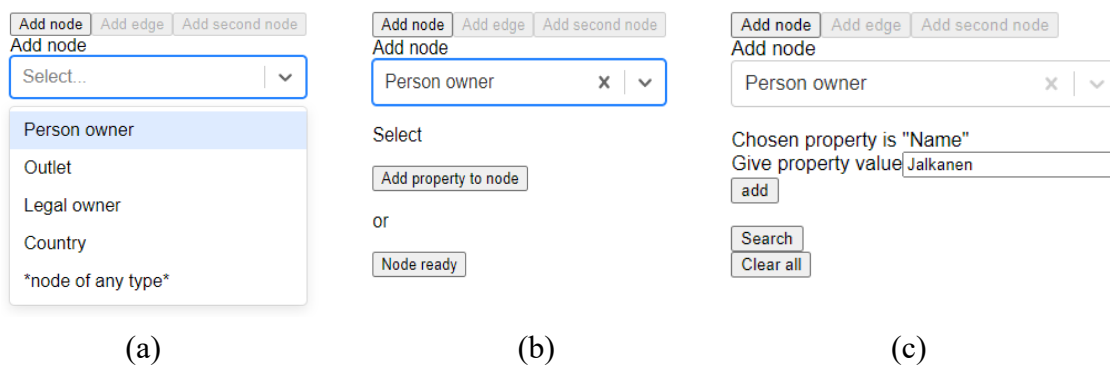 Add node Add edge Add second node
Add node
Select...
Person owner
Outlet
Legal owner
Country
*node of any type*
(a)
Add node Add edge Add second node
Add node
Person owner
Select
Add property to node
or
Node ready
(b)
Add node Add edge Add second node
Add node
Person owner
Chosen property is "Name"
Give property value Jalkanen
add
Search
Clear all
(c)